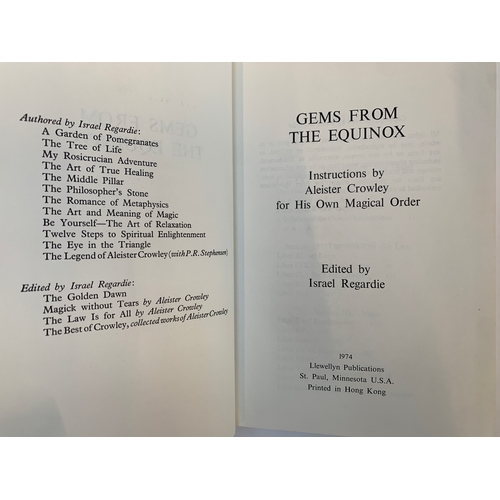 Authored by Israel Regardie:
A Garden of Pomegranates
The Tree of Life
My Rosicrucian Adventure
The Art of True Healing
The Middle Pillar
The Philosopher's Stone
The Romance of Metaphysics
The Art and Meaning of Magic
Be Yourself—The Art of Relaxation
Twelve Steps to Spiritual Enlightenment
The Eye in the Triangle
The Legend of Aleister Crowley (with P.R. Stephensen)
Edited by Israel Regardie:
The Golden Dawn
Magick without Tears by Aleister Crowley
The Law Is for All by Aleister Crowley
The Best of Crowley, collected works of Aleister Crowley
GEMS FROM
THE EQUINOX
Instructions by
Aleister Crowley
for His Own Magical Order
Edited by
Israel Regardie
1974
Llewellyn Publications
St. Paul, Minnesota U.S.A.
Printed in Hong Kong